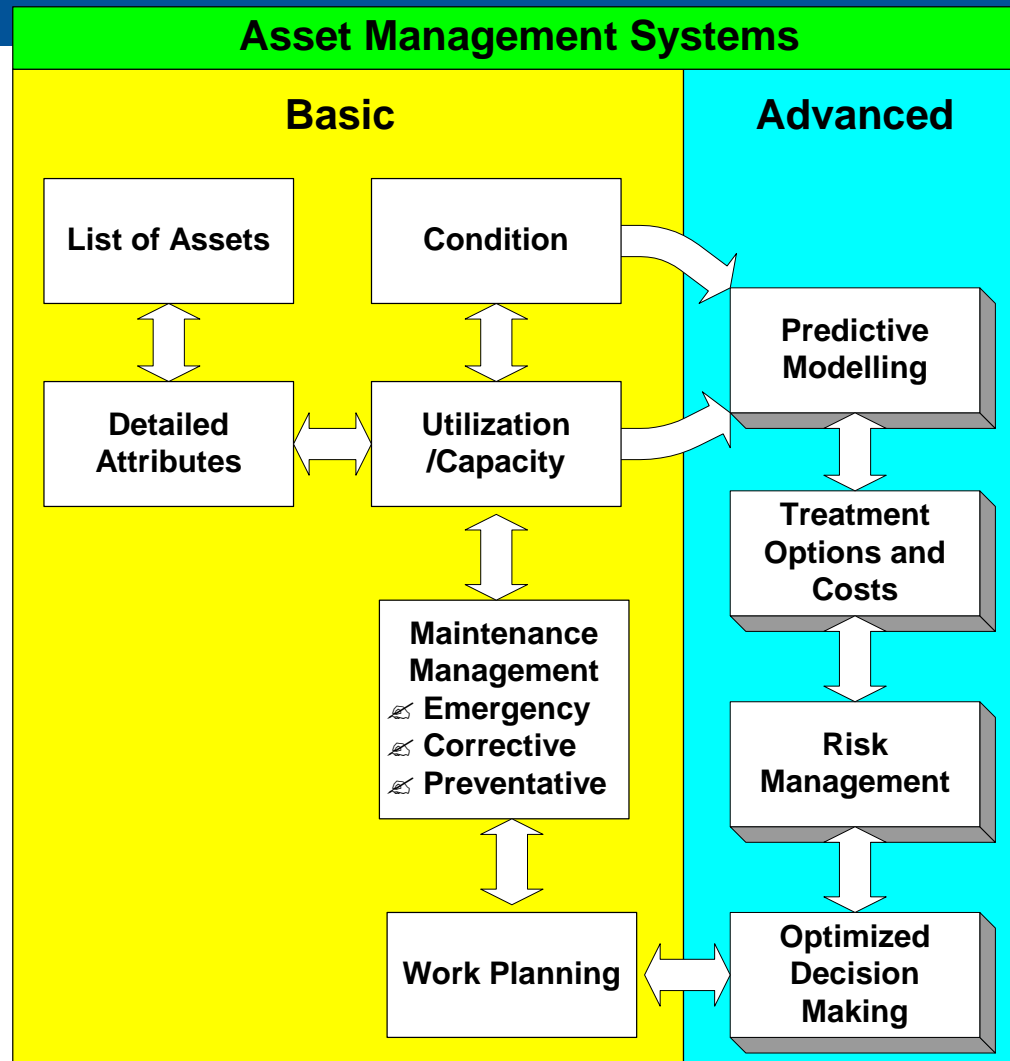 Asset Management Systems
Basic
Advanced
List of Assets
Condition
Predictive
Modelling
Detailed
Attributes
Utilization
/Capacity
Treatment
Options and
Costs
Maintenance
Management
Emergency
Corrective
Preventative
Risk
Management
Work Planning
Optimized
Decision
Making